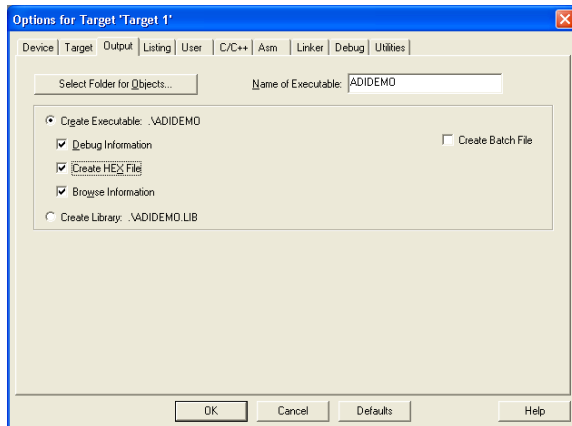 Options for Target 'Target 1'
Device Target Output Listing User C/C++ Asm Linker Debug Utilities
Select Folder for Objects... Name of Executable: ADIDEMO
Create Executable: .\ADIDEMO
Debug Information Create Batch File
Create HEX File
Browse Information
Create Library: .\ADIDEMO.LIB
OK Cancel Defaults Help